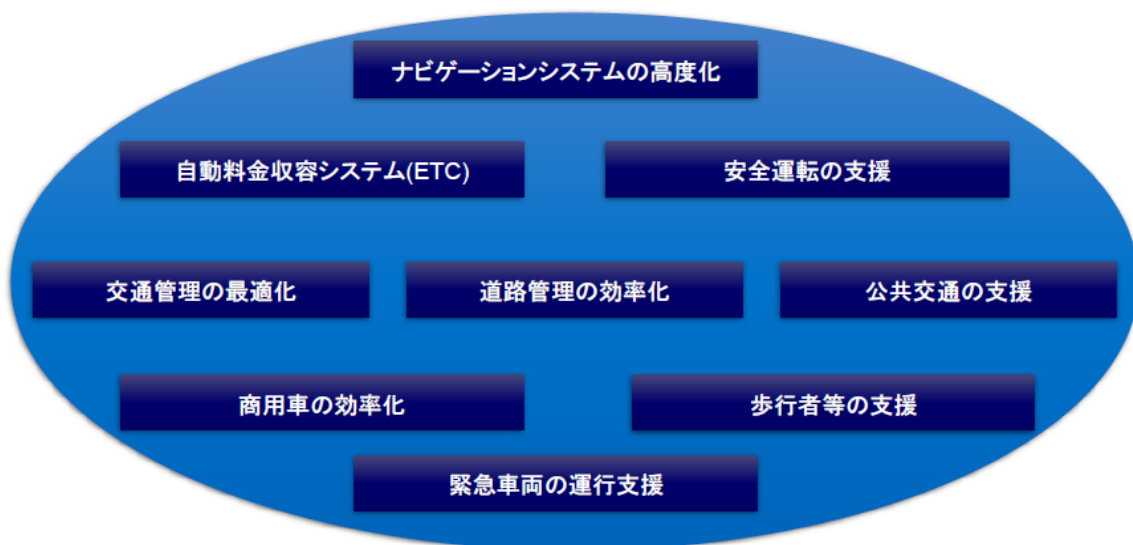 ナビゲーションシステムの高度化
自動料金収容システム(ETC)
安全運転の支援
交通管理の最適化
道路管理の効率化
公共交通の支援
商用車の効率化
歩行者等の支援
緊急車両の運行支援